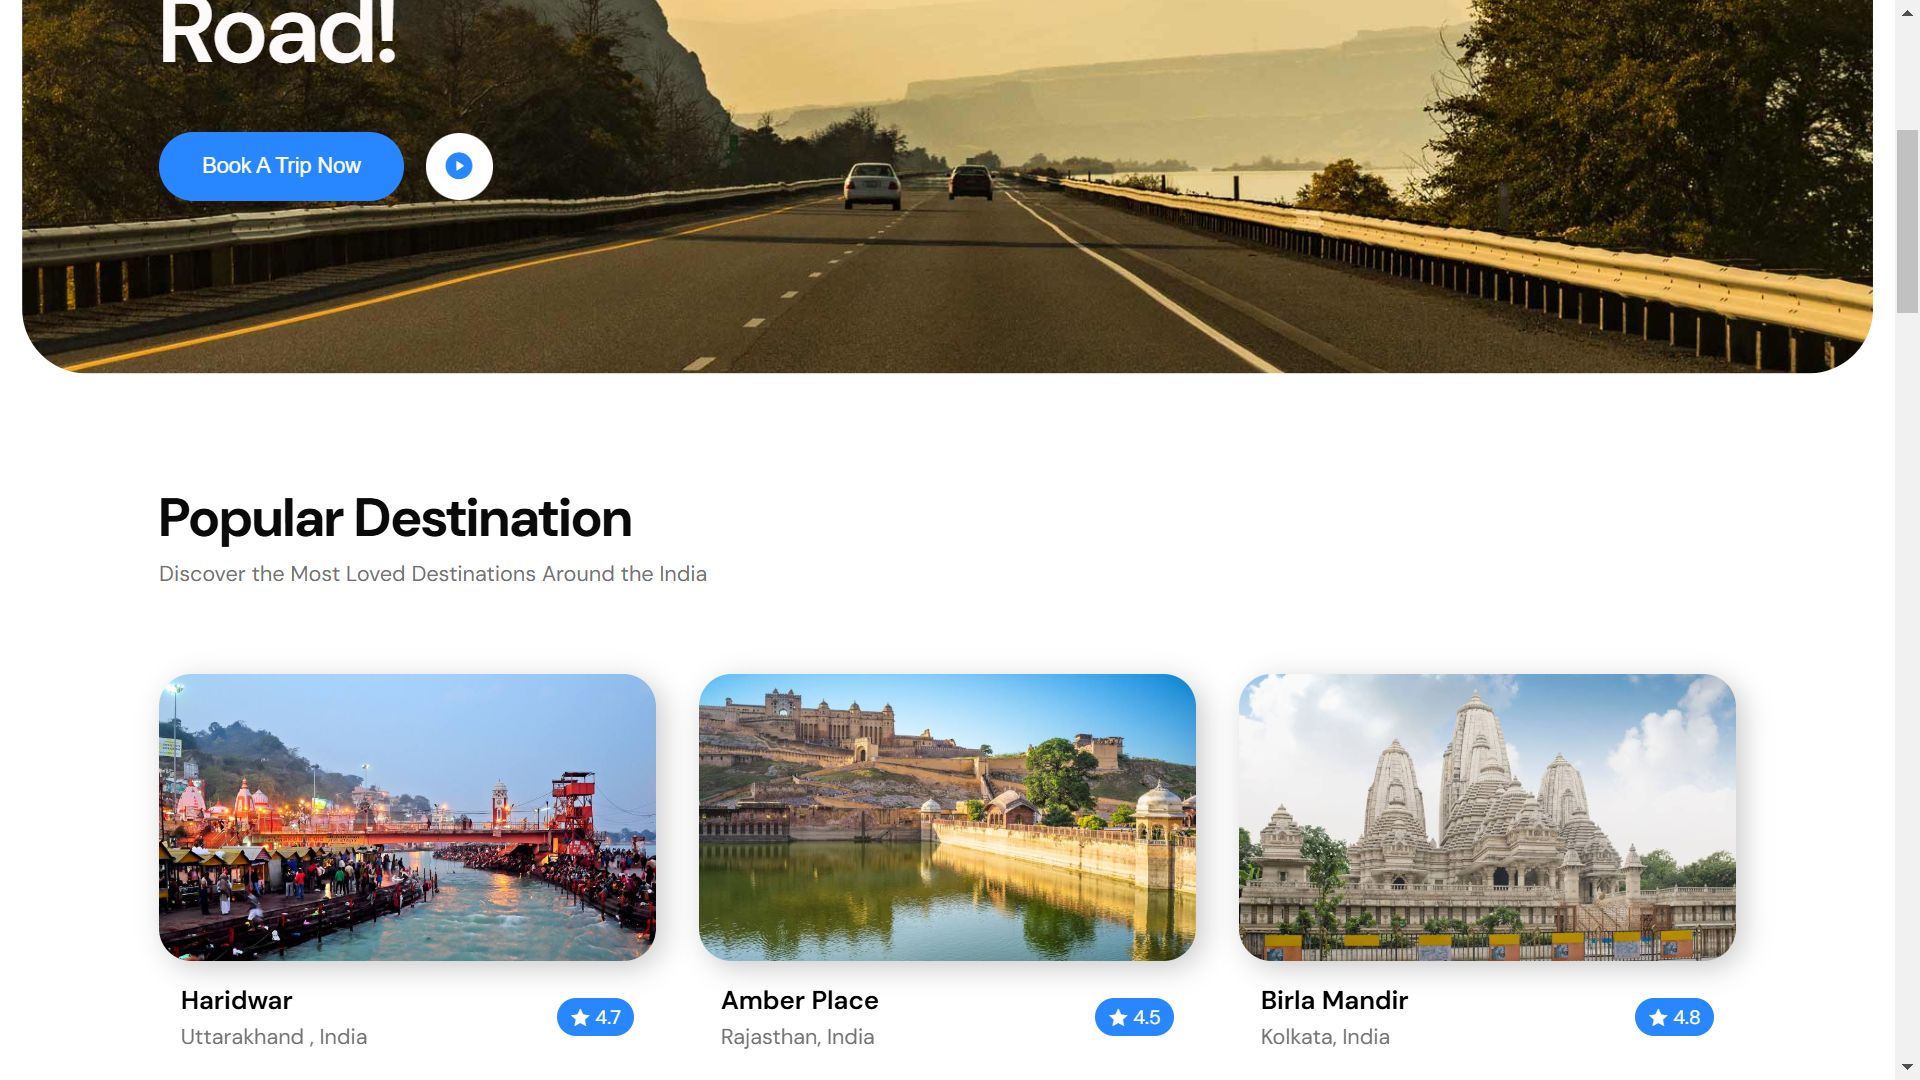 Road!
Book A Trip Now
Popular Destination
Discover the Most Loved Destinations Around the India
Haridwar
Uttarakhand , India
4.7
Amber Place
Rajasthan, India
4.5
Birla Mandir
Kolkata, India
4.8